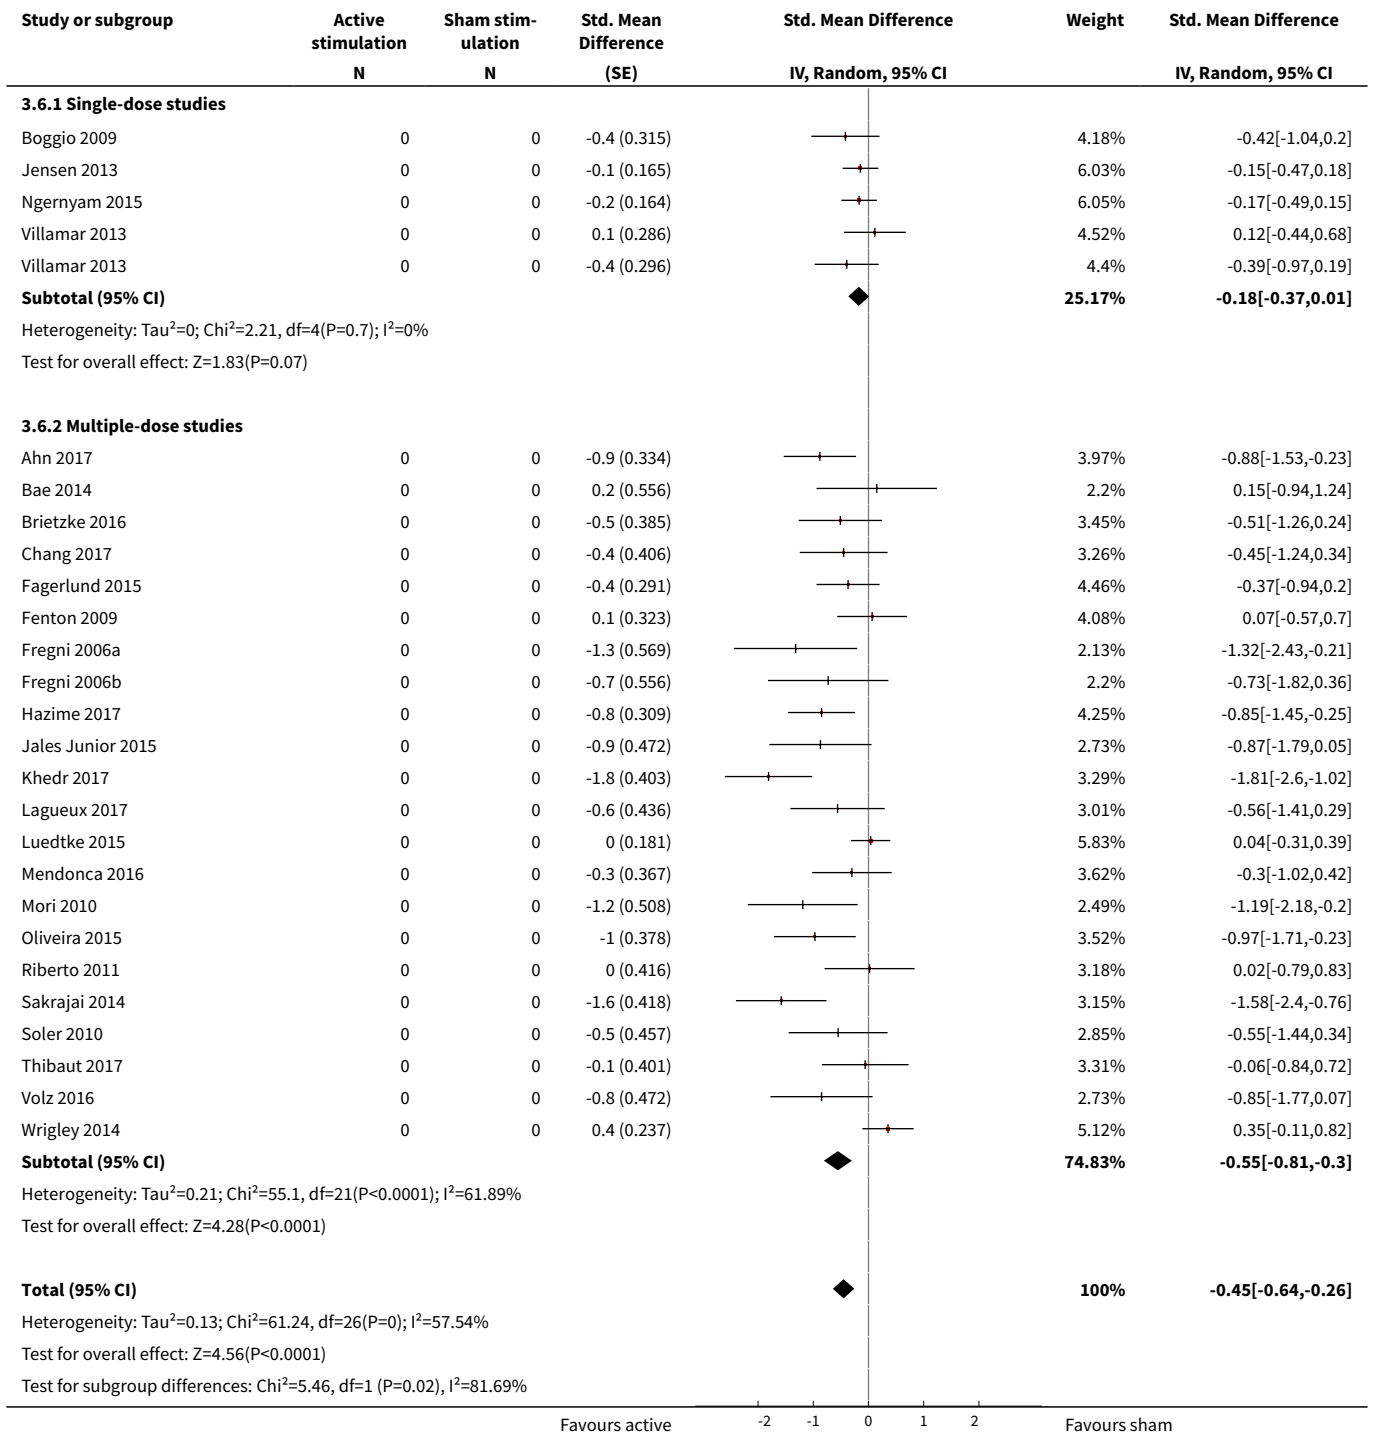 Study or subgroup Active stimulation Sham stim-ulation Std. Mean Difference Std. Mean Difference Weight Std. Mean Difference
N N (SE) IV, Random, 95% CI IV, Random, 95% CI
3.6.1 Single-dose studies
Boggio 2009 0 0 -0.4 (0.315) 4.18% -0.42[-1.04,0.2]
Jensen 2013 0 0 -0.1 (0.165) 6.03% -0.15[-0.47,0.18]
Ngernyam 2015 0 0 -0.2 (0.164) 6.05% -0.17[-0.49,0.15]
Villamar 2013 0 0 0.1 (0.286) 4.52% 0.12[-0.44,0.68]
Villamar 2013 0 0 -0.4 (0.296) 4.4% -0.39[-0.97,0.19]
Subtotal (95% CI) 25.17% -0.18[-0.37,0.01]
Heterogeneity: Tau²=0; Chi²=2.21, df=4(P=0.7); I²=0%
Test for overall effect: Z=1.83(P=0.07)
3.6.2 Multiple-dose studies
Ahn 2017 0 0 -0.9 (0.334) 3.97% -0.88[-1.53,-0.23]
Bae 2014 0 0 0.2 (0.556) 2.2% 0.15[-0.94,1.24]
Brietzke 2016 0 0 -0.5 (0.385) 3.45% -0.51[-1.26,0.24]
Chang 2017 0 0 -0.4 (0.406) 3.26% -0.45[-1.24,0.34]
Fagerlund 2015 0 0 -0.4 (0.291) 4.46% -0.37[-0.94,0.2]
Fenton 2009 0 0 0.1 (0.323) 4.08% 0.07[-0.57,0.7]
Fregni 2006a 0 0 -1.3 (0.569) 2.13% -1.32[-2.43,-0.21]
Fregni 2006b 0 0 -0.7 (0.556) 2.2% -0.73[-1.82,0.36]
Hazime 2017 0 0 -0.8 (0.309) 4.25% -0.85[-1.45,-0.25]
Jales Junior 2015 0 0 -0.9 (0.472) 2.73% -0.87[-1.79,0.05]
Khedr 2017 0 0 -1.8 (0.403) 3.29% -1.81[-2.6,-1.02]
Lagueux 2017 0 0 -0.6 (0.436) 3.01% -0.56[-1.41,0.29]
Luedtke 2015 0 0 0 (0.181) 5.83% 0.04[-0.31,0.39]
Mendonca 2016 0 0 -0.3 (0.367) 3.62% -0.3[-1.02,0.42]
Mori 2010 0 0 -1.2 (0.508) 2.49% -1.19[-2.18,-0.2]
Oliveira 2015 0 0 -1 (0.378) 3.52% -0.97[-1.71,-0.23]
Riberto 2011 0 0 0 (0.416) 3.18% 0.02[-0.79,0.83]
Sakrajai 2014 0 0 -1.6 (0.418) 3.15% -1.58[-2.4,-0.76]
Soler 2010 0 0 -0.5 (0.457) 2.85% -0.55[-1.44,0.34]
Thibaut 2017 0 0 -0.1 (0.401) 3.31% -0.06[-0.84,0.72]
Volz 2016 0 0 -0.8 (0.472) 2.73% -0.85[-1.77,0.07]
Wrigley 2014 0 0 0.4 (0.237) 5.12% 0.35[-0.11,0.82]
Subtotal (95% CI) 74.83% -0.55[-0.81,-0.3]
Heterogeneity: Tau²=0.21; Chi²=55.1, df=21(P<0.0001); I²=61.89%
Test for overall effect: Z=4.28(P<0.0001)
Total (95% CI) 100% -0.45[-0.64,-0.26]
Heterogeneity: Tau²=0.13; Chi²=61.24, df=26(P=0); I²=57.54%
Test for overall effect: Z=4.56(P<0.0001)
Test for subgroup differences: Chi²=5.46, df=1 (P=0.02), I²=81.69%
Favours active -2 -1 0 1 2 Favours sham